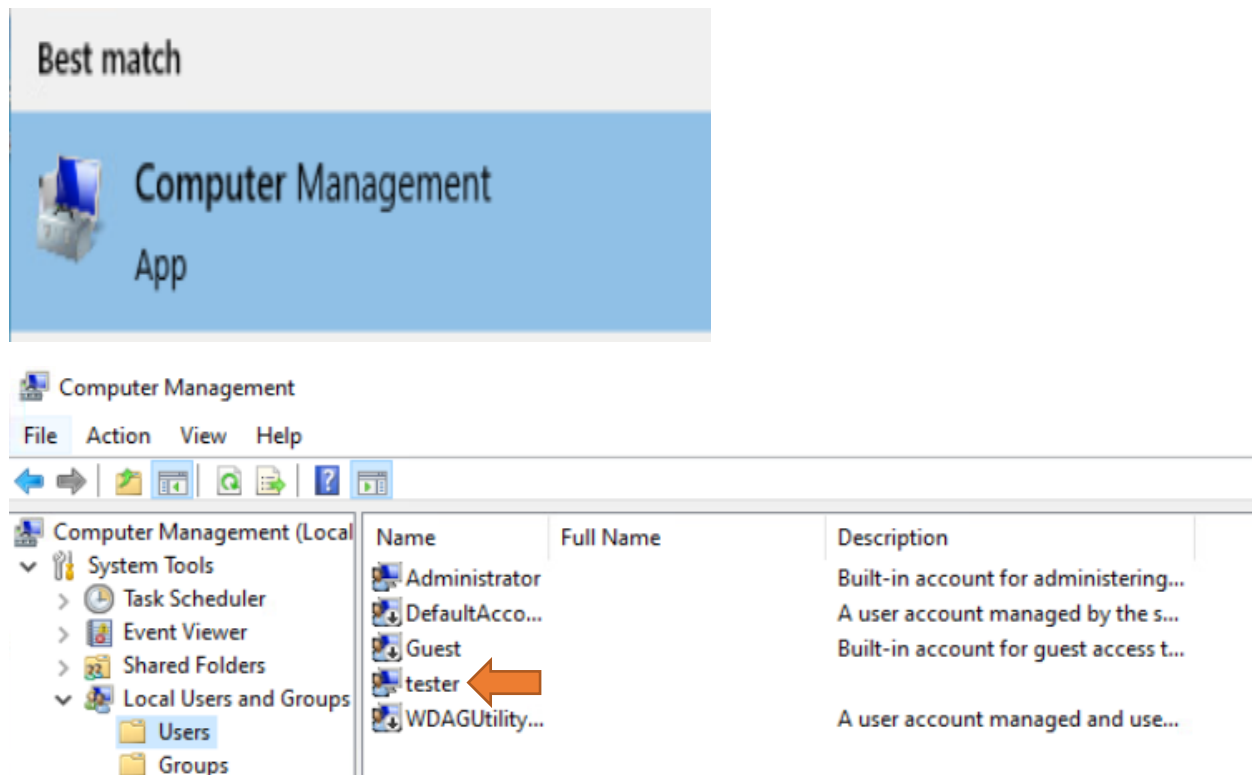 Best match
Computer Management
App
Computer Management
File Action View Help
Computer Management (Local
System Tools
Task Scheduler
Event Viewer
Shared Folders
Local Users and Groups
Users
Groups
Name Full Name Description
Administrator Built-in account for administering...
DefaultAcco... A user account managed by the s...
Guest Built-in account for guest access t...
tester
WDAGUtility... A user account managed and use...